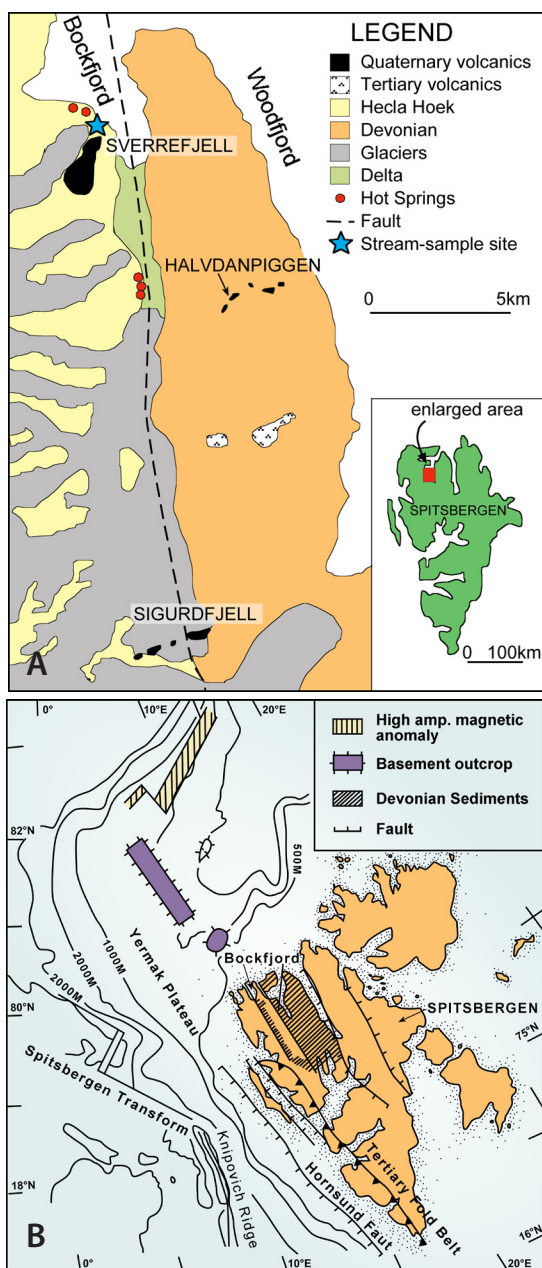 Bockfjord
Woodfjord
LEGEND
Quaternary volcanics
Tertiary volcanics
Hecla Hoek
Devonian
Glaciers
Delta
Hot Springs
Fault
Stream-sample site
SVERREFJELL
HALVDANPIGGEN
0 5km
enlarged area
SPITSBERGEN
0 100km
SIGURDFJELL
A
0° 10°E 20°E
High amp. magnetic
anomaly
Basement outcrop
Devonian Sediments
Fault
82°N
500M
Yermak Plateau
1000M
2000M
2000M
Bockfjord
80°N
SPITSBERGEN
75°N
Spitsbergen Transform
Knipovich Ridge
Hornsund Faut
Tertiary Fold Belt
18°N
16°N
B
0° 10°E 20°E